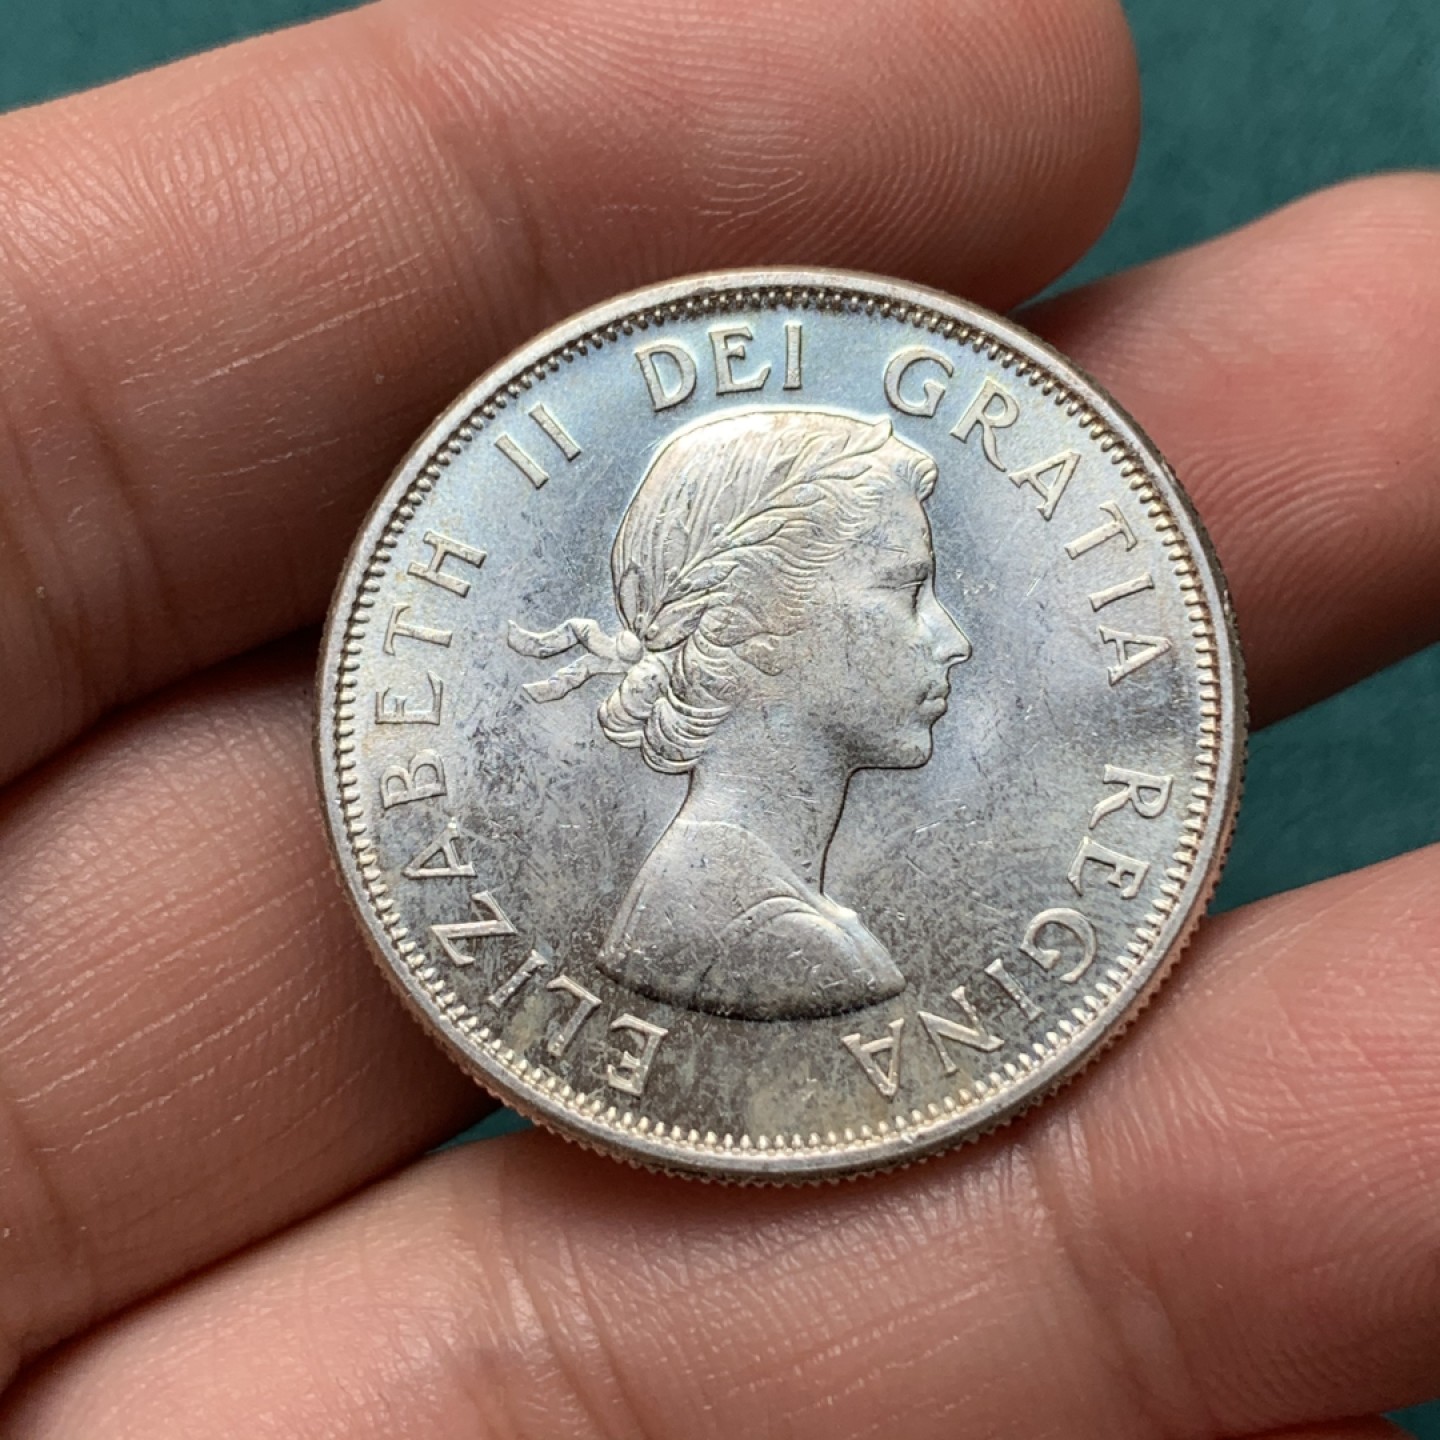 ELIZABETH II DEI GRATIA REGINA